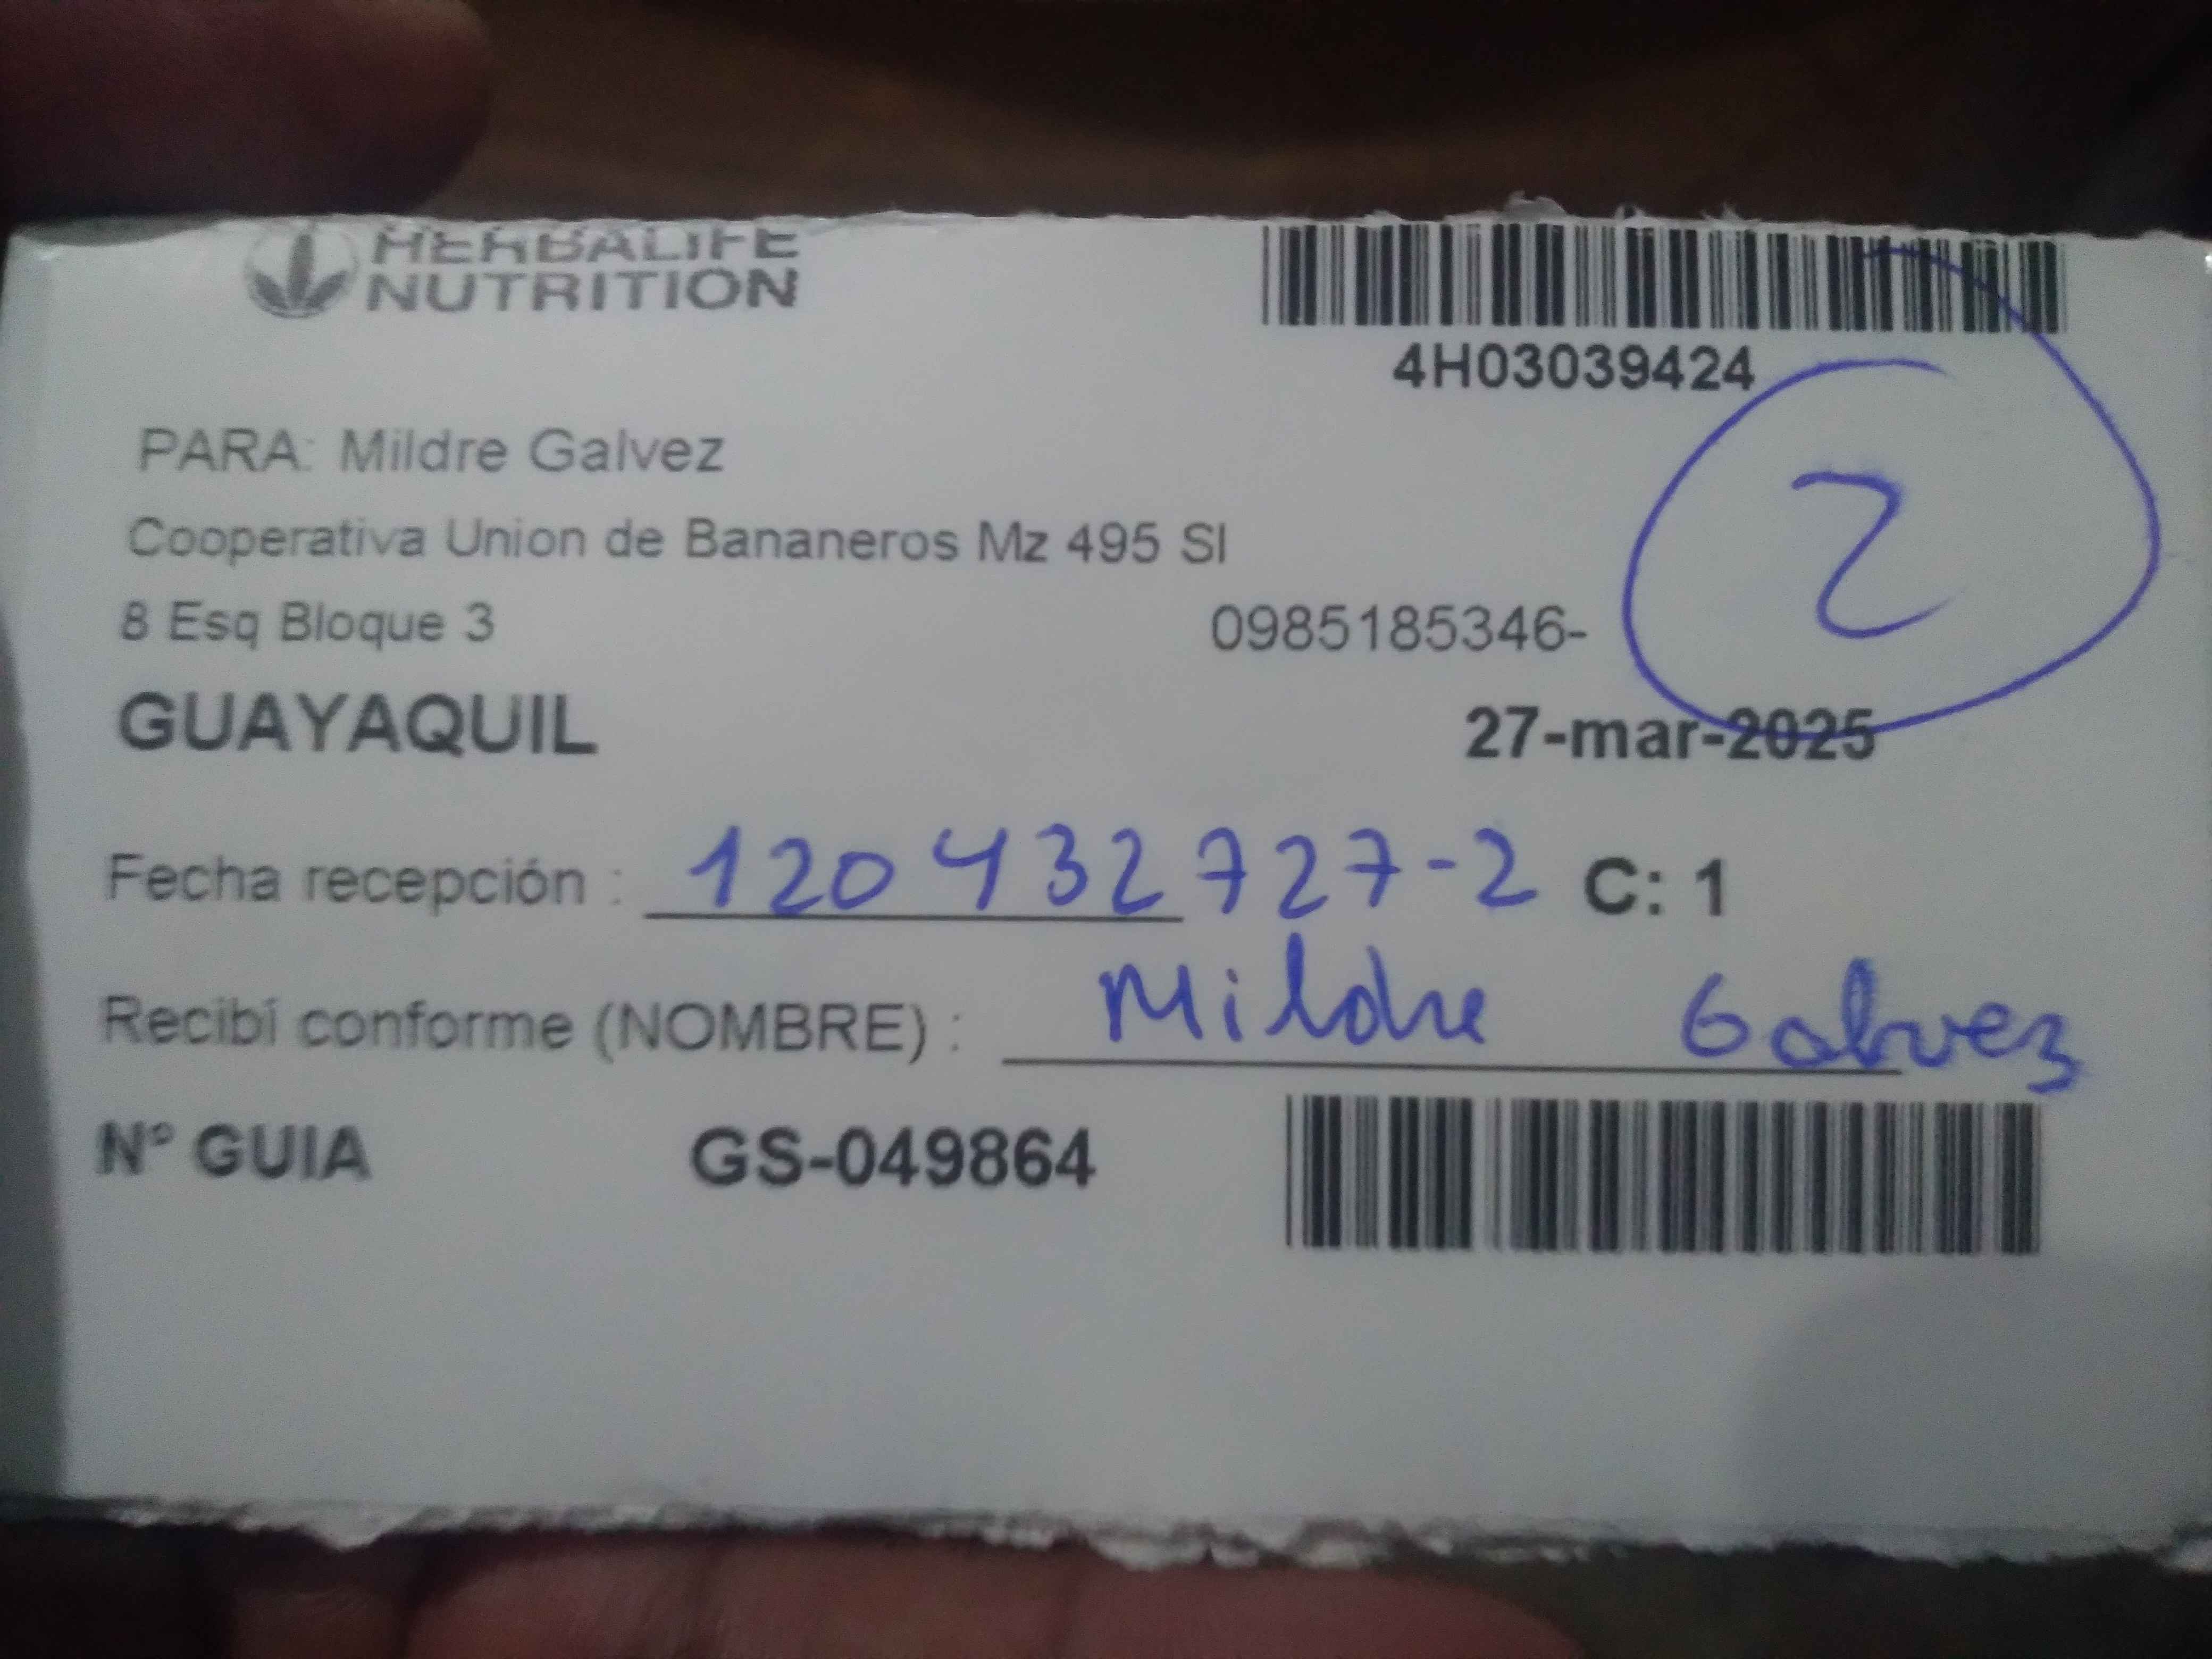 HERBALIFE
NUTRITION
4H03039424
2
PARA: Mildre Galvez
Cooperativa Union de Bananeros Mz 495 Sl
8 Esq Bloque 3
0985185346-
GUAYAQUIL
27-mar-2025
Fecha recepción : 120432727-2 C: 1
Recibí conforme (NOMBRE) : Mildre Galvez
N° GUIA GS-049864